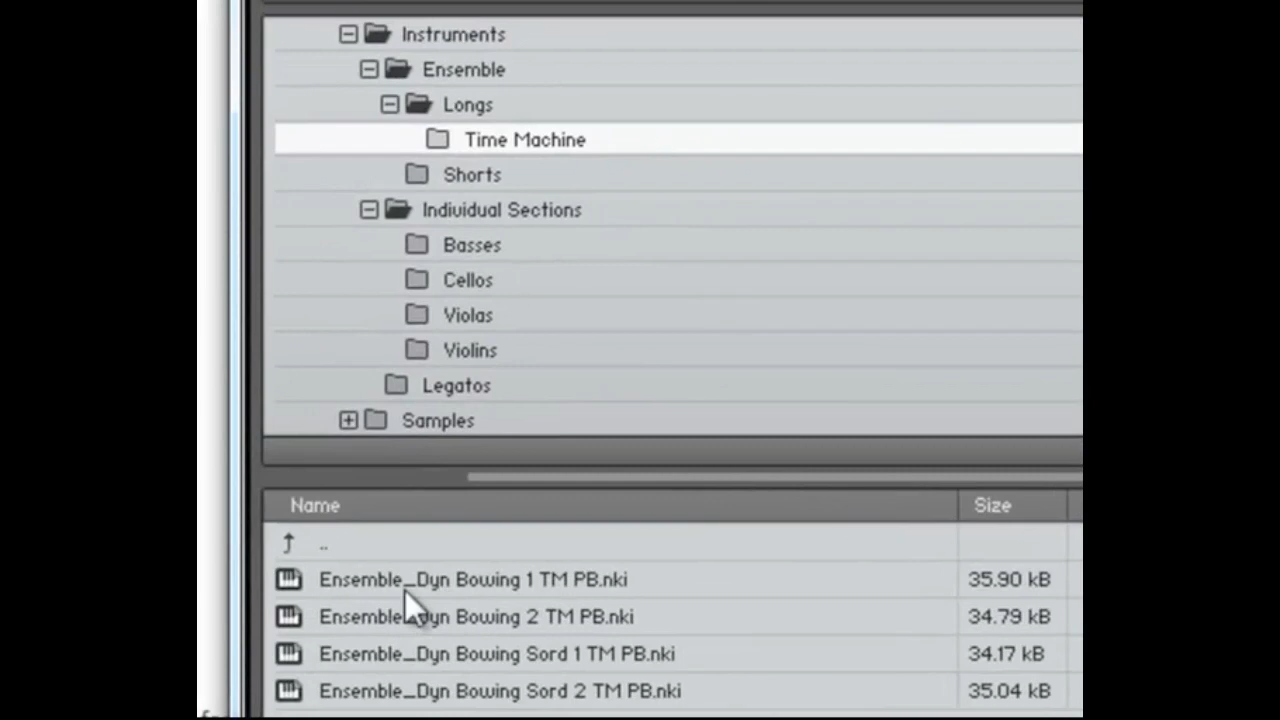 Instruments
Ensemble
Longs
Time Machine
Shorts
Individual Sections
Basses
Cellos
Violas
Violins
Legatos
Samples
Name Size
..
Ensemble_Dyn Bowing 1 TM PB.nki 35.90 kB
Ensemble_Dyn Bowing 2 TM PB.nki 34.79 kB
Ensemble_Dyn Bowing Sord 1 TM PB.nki 34.17 kB
Ensemble_Dyn Bowing Sord 2 TM PB.nki 35.04 kB